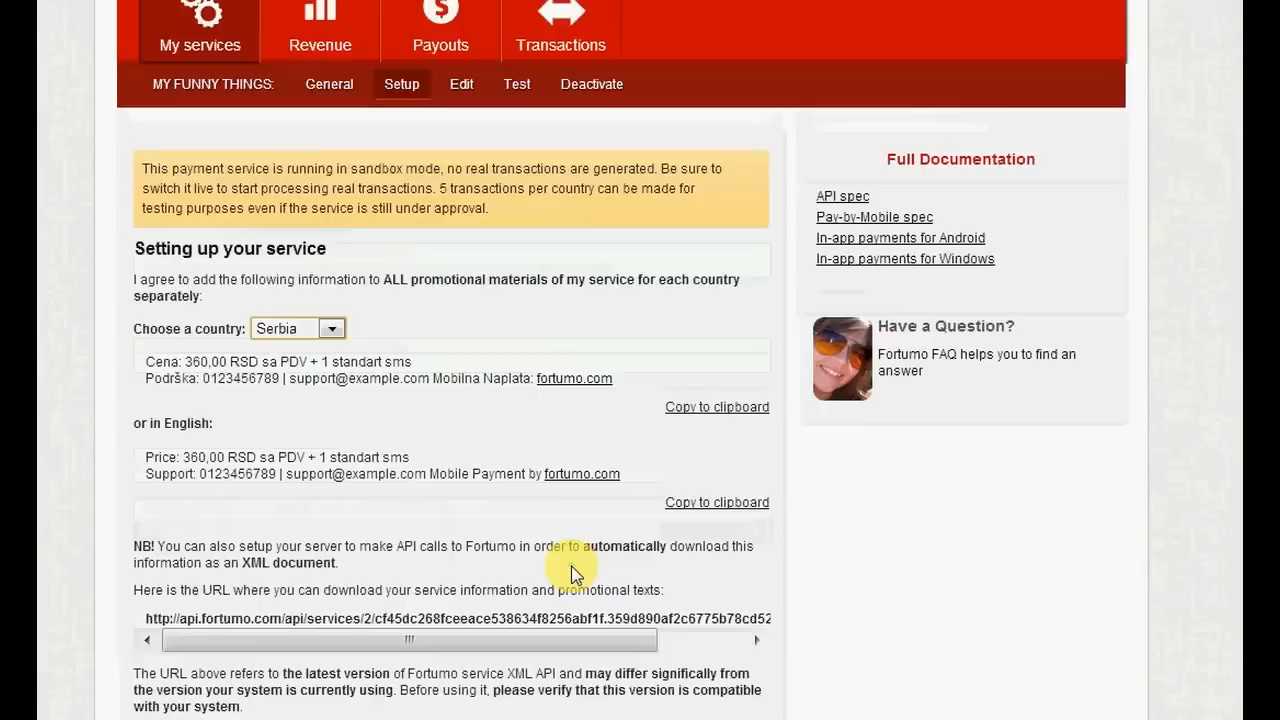 My services
Revenue
Payouts
Transactions
MY FUNNY THINGS:
General
Setup
Edit
Test
Deactivate
This payment service is running in sandbox mode, no real transactions are generated. Be sure to
switch it live to start processing real transactions. 5 transactions per country can be made for
testing purposes even if the service is still under approval.
Setting up your service
I agree to add the following information to ALL promotional materials of my service for each country
separately:
Choose a country: Serbia
Cena: 360,00 RSD sa PDV + 1 standart sms
Podrška: 0123456789 | support@example.com Mobilna Naplata: fortumo.com
Copy to clipboard
or in English:
Price: 360,00 RSD sa PDV + 1 standart sms
Support: 0123456789 | support@example.com Mobile Payment by fortumo.com
Copy to clipboard
NB! You can also setup your server to make API calls to Fortumo in order to automatically download this
information as an XML document.
Here is the URL where you can download your service information and promotional texts:
http://api.fortumo.com/api/services/2/cf45dc268fceeace538634f8256abf1f.359d890af2c6775b78cd52
The URL above refers to the latest version of Fortumo service XML API and may differ significantly from
the version your system is currently using. Before using it, please verify that this version is compatible
with your system.
Full Documentation
API spec
Pay-by-Mobile spec
In-app payments for Android
In-app payments for Windows
Have a Question?
Fortumo FAQ helps you to find an
answer